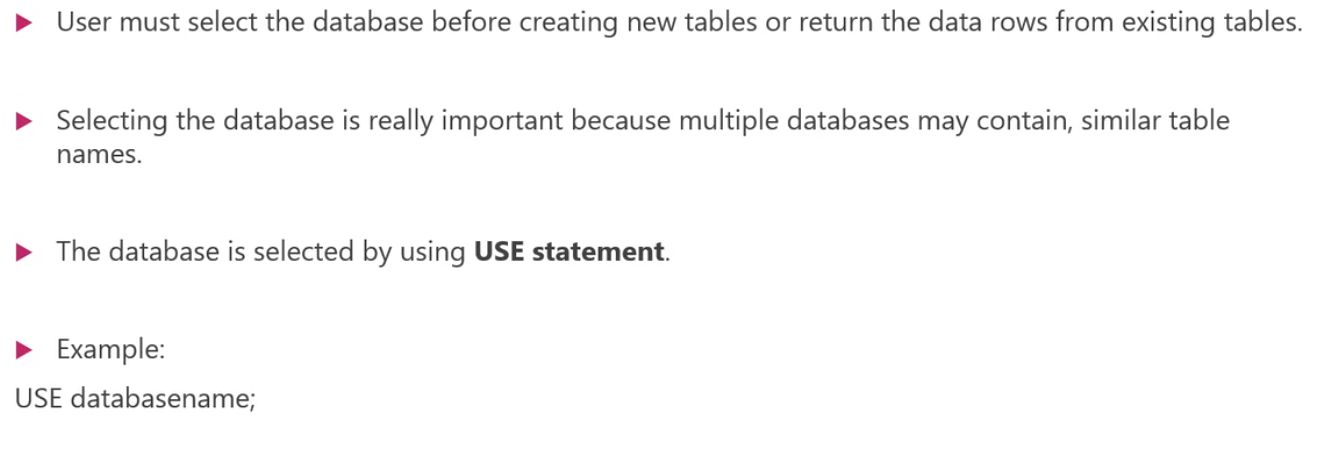 User must select the database before creating new tables or return the data rows from existing tables.
Selecting the database is really important because multiple databases may contain, similar table
names.
The database is selected by using USE statement.
Example:
USE databasename;